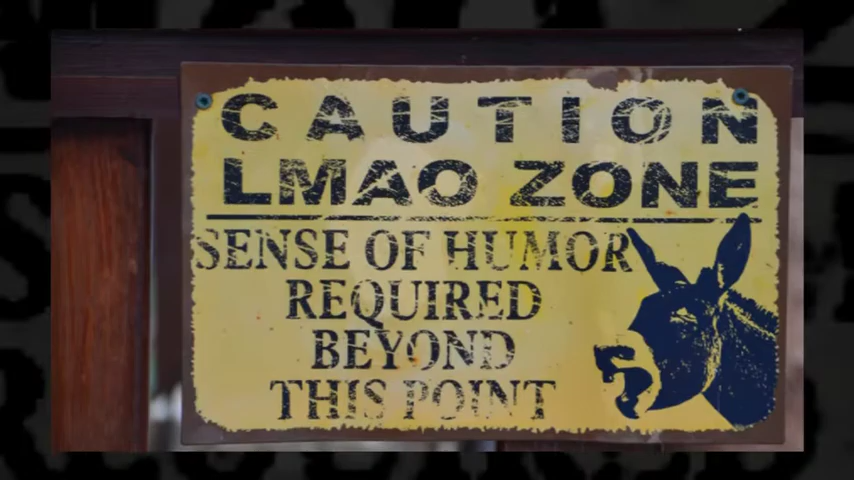 CAUTION
LMAO ZONE
SENSE OF HUMOR
REQUIRED
BEYOND
THIS POINT